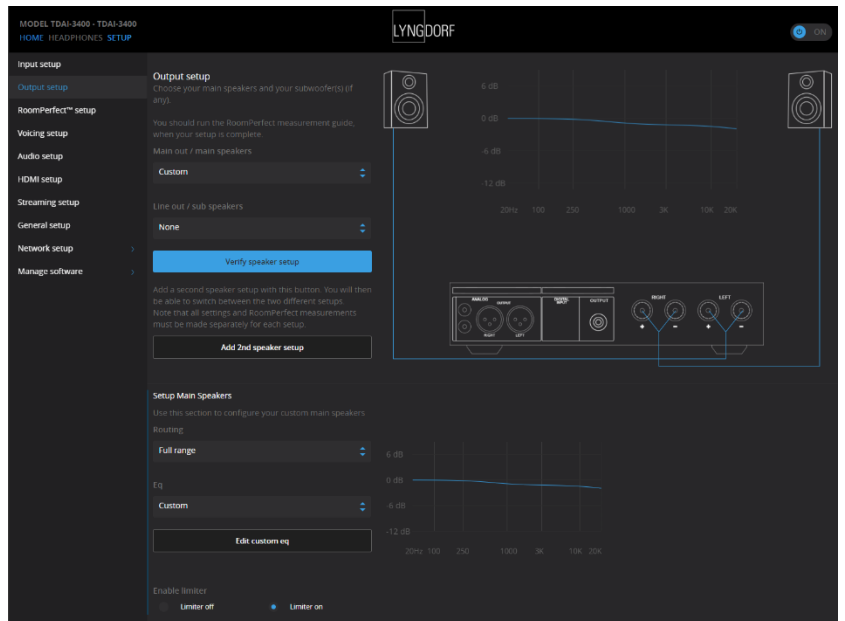 MODEL TDAI-3400 - TDAI-3400
HOME HEADPHONES SETUP
LYNGDORF
ON
Input setup
Output setup
RoomPerfect™ setup
Voicing setup
Audio setup
HDMI setup
Streaming setup
General setup
Network setup
Manage software
Output setup
Choose your main speakers and your subwoofer(s) (if
any).
You should run the RoomPerfect measurement guide,
when your setup is complete
Main out / main speakers
Custom
Line out / sub speakers
None
Verify speaker setup
Add a second speaker setup with this button. You will then
be able to switch between the two different setups.
Note that all settings and RoomPerfect measurements
must be made separately for each setup.
Add 2nd speaker setup
6 dB
0 dB
-6 dB
-12 dB
20Hz 100 250 1000 3K 10K 20K
ANALOG
OUTPUT
RIGHT LEFT
DIGITAL
INPUT
OUTPUT
RIGHT LEFT
+ - + -
Setup Main Speakers
Use this section to configure your custom main speakers
Routing
Full range
Eq
Custom
Edit custom eq
6 dB
0 dB
-6 dB
-12 dB
20Hz 100 250 1000 3K 10K 20K
Enable limiter
Limiter off
Limiter on